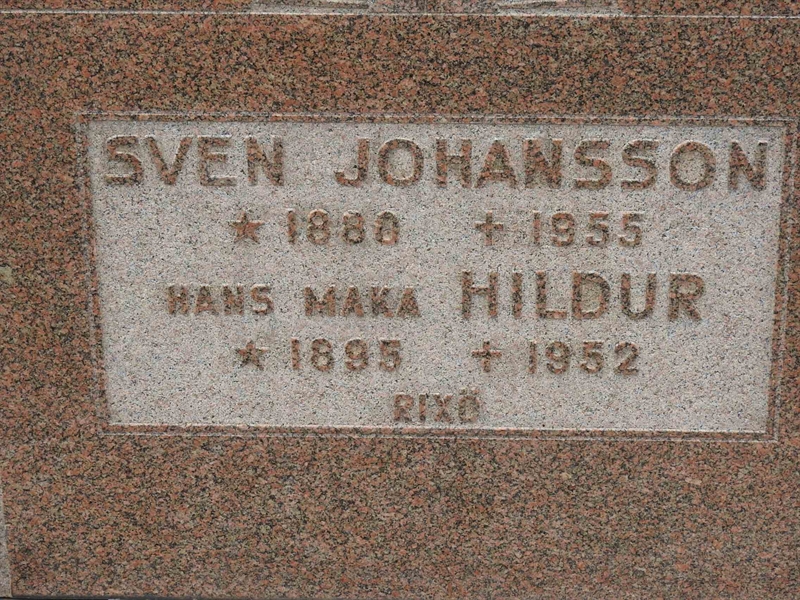 SVEN JOHANSSON
★ 1880 + 1955
HANS MAKA HILDUR
★ 1895 + 1952
RIXÖ